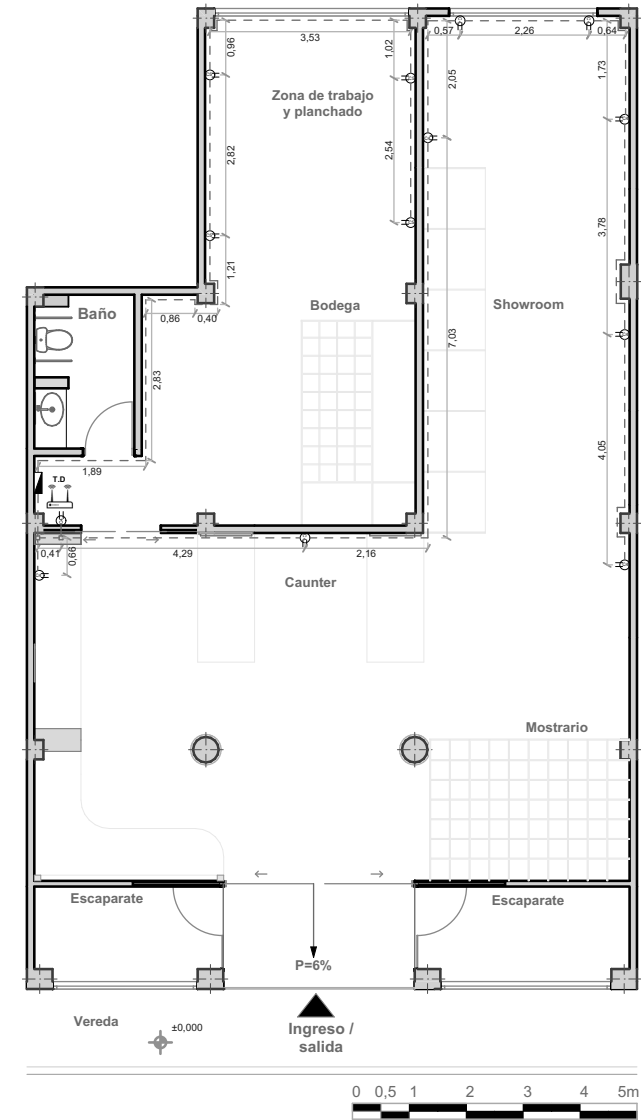 3,53
0,57
2,26
0,64
0,96
1,02
2,05
1,73
Zona de trabajo
y planchado
2,82
2,54
3,78
1,21
Baño
0,86
0,40
Bodega
Showroom
7,03
2,83
4,05
1,89
T.D
0,41
0,66
4,29
2,16
Caunter
Mostrario
Escaparate
Escaparate
P=6%
Vereda
±0,000
Ingreso /
salida
0 0,5 1 2 3 4 5m